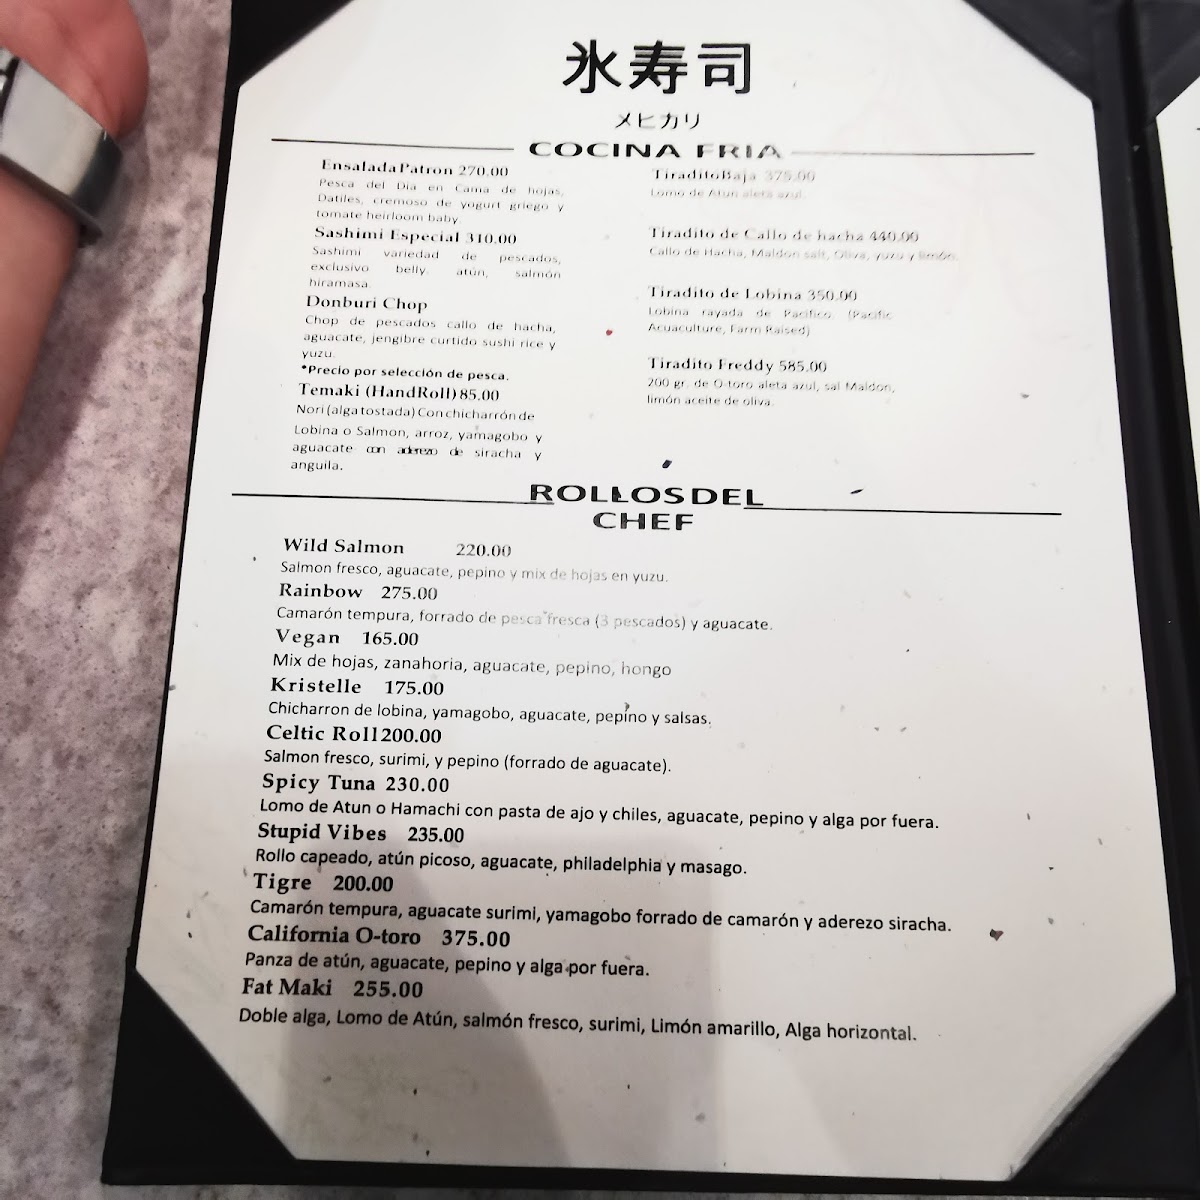 氷寿司
メヒカリ
COCINA FRIA
Ensalada Patron 270.00
Pesca del Dia en Cama de hojas,
Datiles, cremoso de yogurt griego y
tomate heirloom baby.
Sashimi Especial 310.00
Sashimi variedad de pescados,
exclusivo belly atún, salmón
hiramasa.
Donburi Chop
Chop de pescados callo de hacha,
aguacate, jengibre curtido sushi rice y
yuzu.
*Precio por selección de pesca.
Temaki (HandRoll) 85.00
Nori (alga tostada) Con chicharrón de
Lobina o Salmon, arroz, yamagobo y
aguacate con aderezo de siracha y
anguila.
Tiradito Baja 375.00
Lomo de Atun aleta azul.
Tiradito de Callo de hacha 440.00
Callo de Hacha, Maldon salt, Oliva, yuzu y limón.
Tiradito de Lobina 350.00
Lobina rayada de Pacifico. (Pacific
Acuaculture, Farm Raised)
Tiradito Freddy 585.00
200 gr. de O-toro aleta azul, sal Maldon,
limón aceite de oliva.
ROLLOS DEL
CHEF
Wild Salmon 220.00
Salmon fresco, aguacate, pepino y mix de hojas en yuzu.
Rainbow 275.00
Camarón tempura, forrado de pesca fresca (3 pescados) y aguacate.
Vegan 165.00
Mix de hojas, zanahoria, aguacate, pepino, hongo
Kristelle 175.00
Chicharron de lobina, yamagobo, aguacate, pepino y salsas.
Celtic Roll 200.00
Salmon fresco, surimi, y pepino (forrado de aguacate).
Spicy Tuna 230.00
Lomo de Atun o Hamachi con pasta de ajo y chiles, aguacate, pepino y alga por fuera.
Stupid Vibes 235.00
Rollo capeado, atún picoso, aguacate, philadelphia y masago.
Tigre 200.00
Camarón tempura, aguacate surimi, yamagobo forrado de camarón y aderezo siracha.
California O-toro 375.00
Panza de atún, aguacate, pepino y alga por fuera.
Fat Maki 255.00
Doble alga, Lomo de Atún, salmón fresco, surimi, Limón amarillo, Alga horizontal.